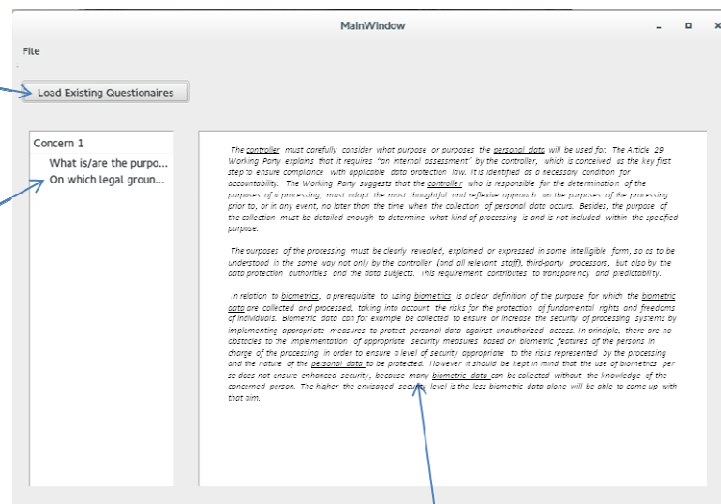 MainWindow
File
Load Existing Questionaires
Concern 1
What is/are the purpo...
On which legal groun...
The controller must carefully consider what purpose or purposes the personal data will be used for. The Article 29
Working Party explains that it requires "an internal assessment" by the controller, which is conceived as the key first
step to ensure compliance with applicable data protection law. It is identified as a necessary condition for
accountability. The Working Party suggests that the controller who is responsible for the determination of the
purposes of a processing, must adopt the most thoughtful and reflexive approach on the purposes of the processing
prior to, or in any event, no later than the time when the collection of personal data occurs. Besides, the purpose of
the collection must be detailed enough to determine what kind of processing is and is not included within the specified
purpose.
The purposes of the processing must be clearly revealed, explained or expressed in some intelligible form, so as to be
understood in the same way not only by the controller (and all relevant staff), third-party processors, but also by the
data protection authorities and the data subjects. This requirement contributes to transparency and predictability.
In relation to biometrics, a prerequisite to using biometrics is a clear definition of the purpose for which the biometric
data are collected and processed, taking into account the risks for the protection of fundamental rights and freedoms
of individuals. Biometric data can for example be collected to ensure or increase the security of processing systems by
implementing appropriate measures to protect personal data against unauthorized access. In principle, there are no
obstacles to the implementation of appropriate security measures based on biometric features of the persons in
charge of the processing in order to ensure a level of security appropriate to the risks represented by the processing
and the nature of the personal data to be protected. However it should be kept in mind that the use of biometrics per
se does not ensure enhanced security, because many biometric data can be collected without the knowledge of the
concerned person. The higher the envisaged security level is the less biometric data alone will be able to come up with
that aim.